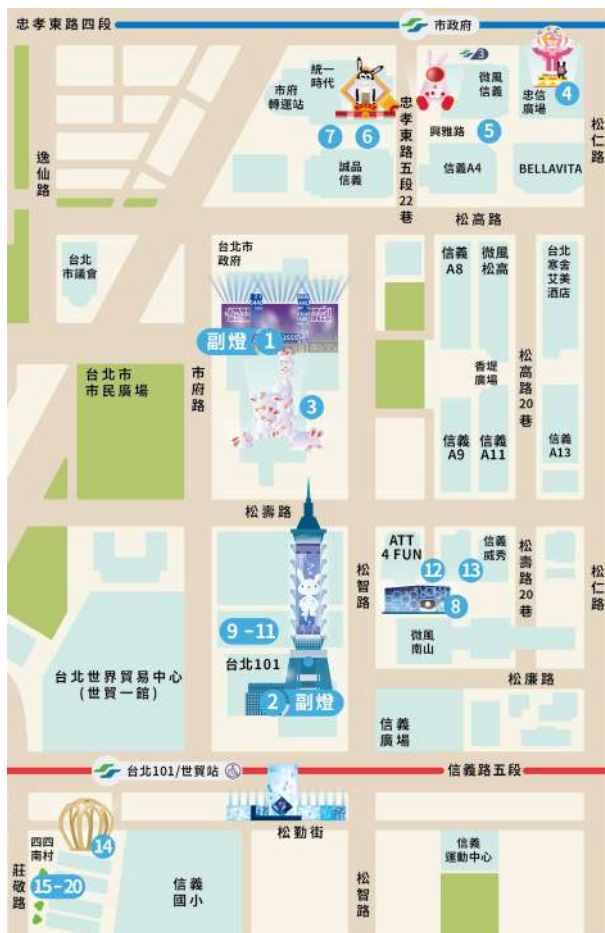 忠孝東路四段
市政府
統一
時代
市府
轉運站
7
6
誠品
信義
忠孝東路五段22巷
3
微風
信義
興雅路
5
信義A4
忠信
廣場
4
BELLAVITA
松仁路
逸仙路
松高路
台北
市議會
台北市
政府
副燈 1
3
信義
A8
微風
松高
台北
寒舍
艾美
酒店
台北市
市民廣場
市府路
香堤
廣場
松高路20巷
信義
A9
信義
A11
信義
A13
松壽路
ATT
4 FUN
信義
威秀
12
13
8
松智路
松壽路20巷
松仁路
微風
南山
9-11
台北101
2 副燈
台北世界貿易中心
(世貿一館)
松廉路
信義
廣場
台北101/世貿站
信義路五段
松勤街
四四
南村
14
莊敬路
15-20
信義
國小
松智路
信義
運動中心